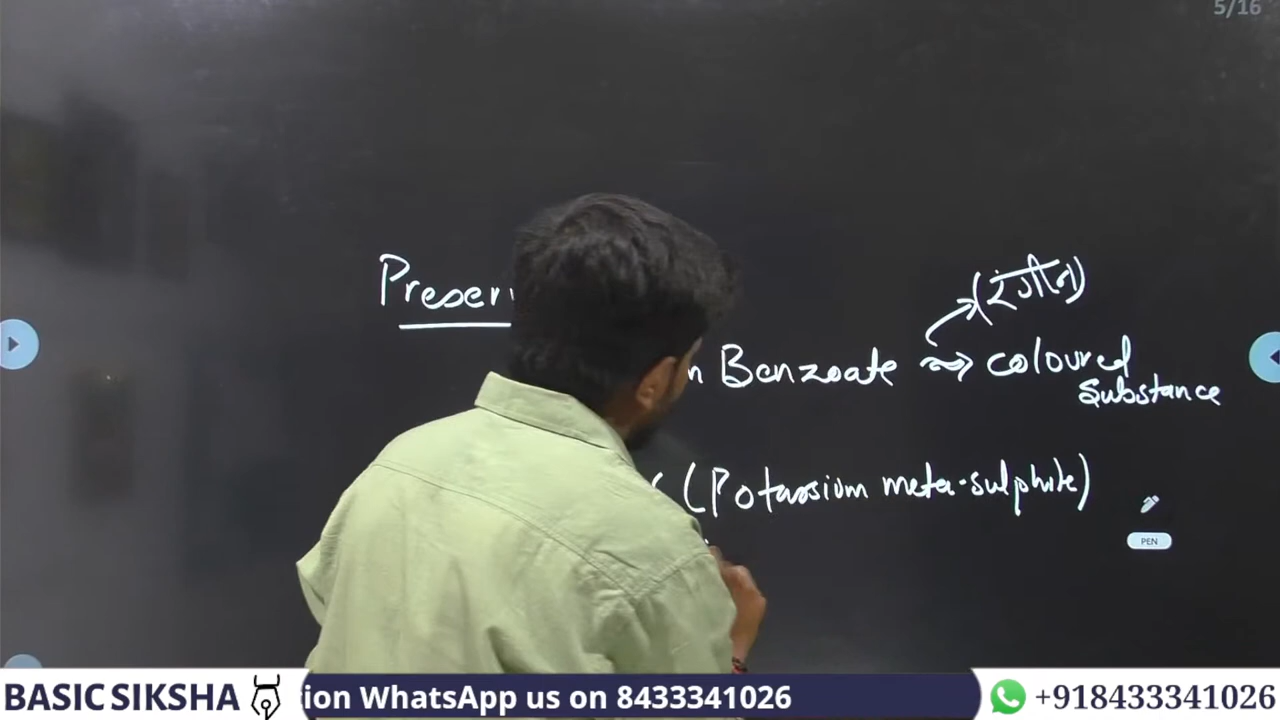 5/16
Preser
(रंगीन)
n Benzoate → coloured
Substance
(Potassium meta-sulphite)
PEN
BASIC SIKSHA
ion WhatsApp us on 8433341026
+918433341026